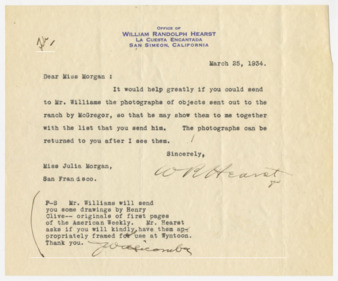 OFFICE OF
WILLIAM RANDOLPH HEARST
LA CUESTA ENCANTADA
SAN SIMEON, CALIFORNIA
March 25, 1934.
Dear Miss Morgan:
It would help greatly if you could send
to Mr. Williams the photographs of objects sent out to the
ranch by McGregor, so that he may show them to me together
with the list that you send him. The photographs can be
returned to you after I see them.
Sincerely,
W R Hearst
Miss Julia Morgan,
San Francisco.
P-S Mr. Williams will send
you some drawings by Henry
Clive-- originals of first pages
of the American Weekly. Mr. Hearst
asks if you will kindly have them ap-
propriately framed for use at Wyntoon.
Thank you.